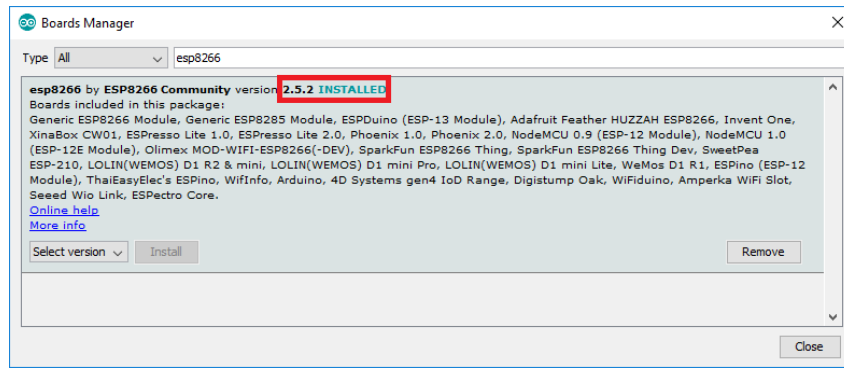 Boards Manager
Type All esp8266
esp8266 by ESP8266 Community version 2.5.2 INSTALLED
Boards included in this package:
Generic ESP8266 Module, Generic ESP8285 Module, ESPDuino (ESP-13 Module), Adafruit Feather HUZZAH ESP8266, Invent One,
XinaBox CW01, ESPresso Lite 1.0, ESPresso Lite 2.0, Phoenix 1.0, Phoenix 2.0, NodeMCU 0.9 (ESP-12 Module), NodeMCU 1.0
(ESP-12E Module), Olimex MOD-WIFI-ESP8266(-DEV), SparkFun ESP8266 Thing, SparkFun ESP8266 Thing Dev, SweetPea
ESP-210, LOLIN(WEMOS) D1 R2 & mini, LOLIN(WEMOS) D1 mini Pro, LOLIN(WEMOS) D1 mini Lite, WeMos D1 R1, ESPino (ESP-12
Module), ThaiEasyElec's ESPino, WifInfo, Arduino, 4D Systems gen4 IoD Range, Digistump Oak, WiFiduino, Amperka WiFi Slot,
Seeed Wio Link, ESPectro Core.
Online help
More info
Select version Install Remove
Close